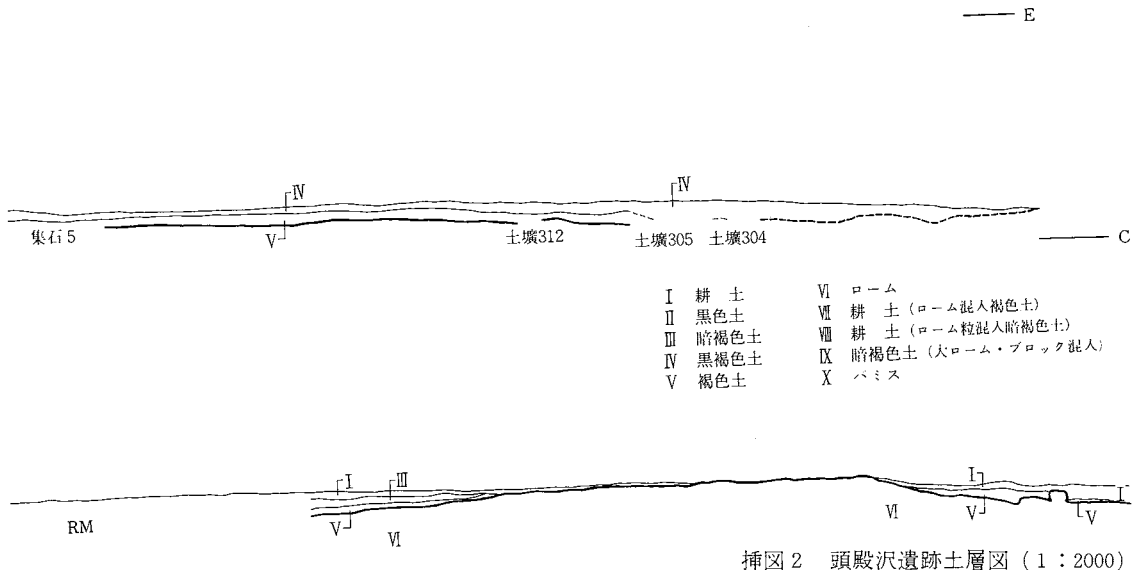 E
Ⅳ
Ⅳ
集石5
Ⅴ
土壙312
土壙305
土壙304
C
Ⅰ 耕 土
Ⅱ 黒色土
Ⅲ 暗褐色土
Ⅳ 黒褐色土
Ⅴ 褐色土
Ⅵ ローム
Ⅶ 耕 土 (ローム混入褐色土)
Ⅷ 耕 土 (ローム粒混入暗褐色土)
Ⅸ 暗褐色土 (大ローム・ブロック混入)
Ⅹ パミス
Ⅰ
Ⅲ
Ⅰ
Ⅰ
RM
Ⅴ
Ⅵ
Ⅵ
Ⅴ
Ⅴ
挿図2 頭殿沢遺跡土層図 (1:2000)